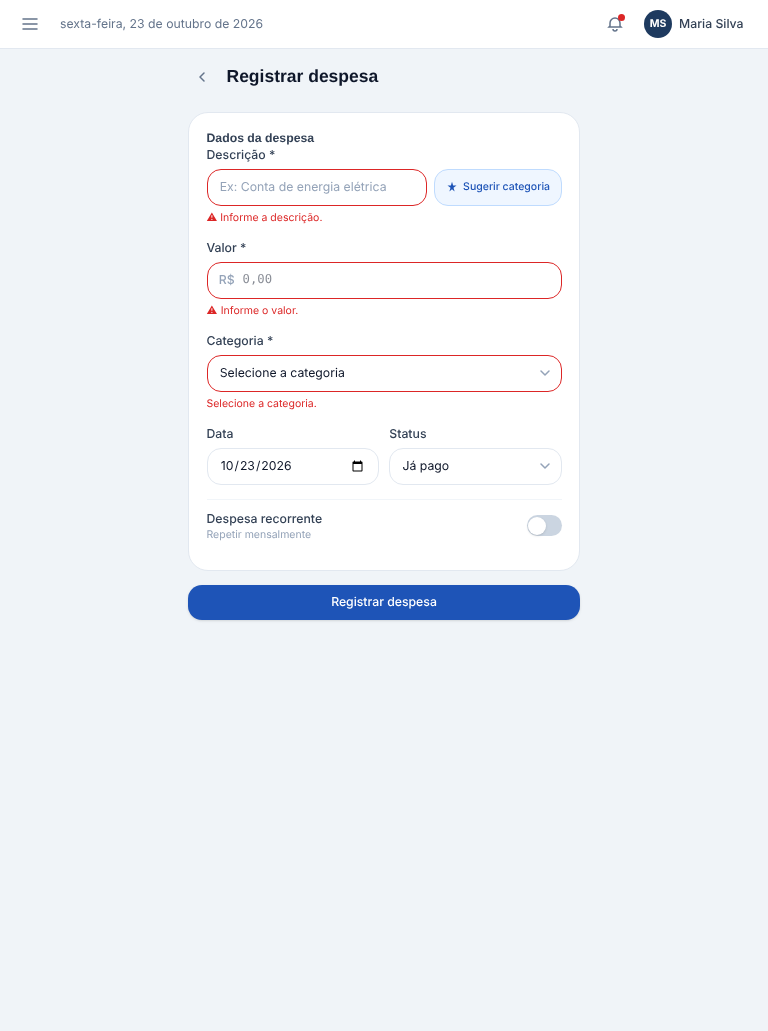 sexta-feira, 23 de outubro de 2026
MS Maria Silva
Registrar despesa
Dados da despesa
Descrição *
Ex: Conta de energia elétrica
★ Sugerir categoria
⚠ Informe a descrição.
Valor *
R$ 0,00
⚠ Informe o valor.
Categoria *
Selecione a categoria
Selecione a categoria.
Data Status
10/23/2026 Já pago
Despesa recorrente
Repetir mensalmente
Registrar despesa